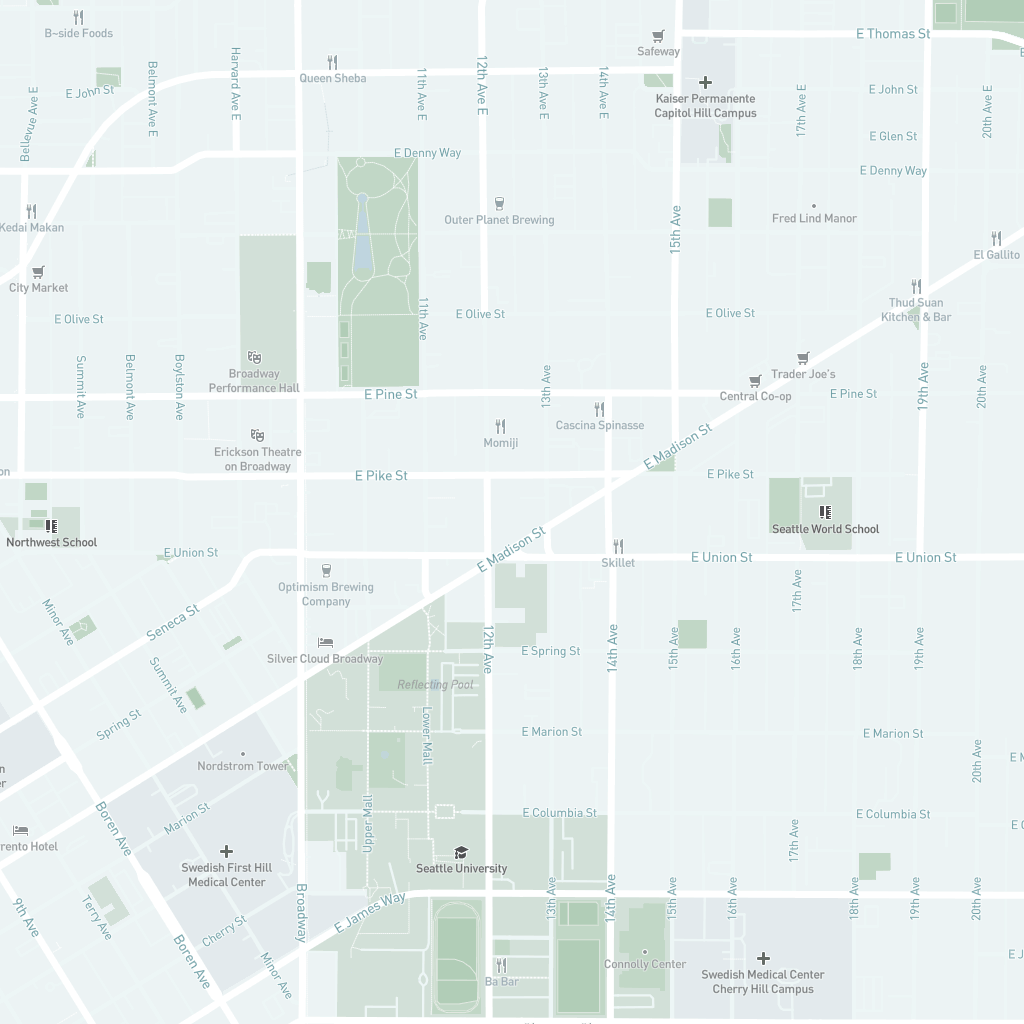 B~side Foods
Queen Sheba
Safeway
E Thomas St
Harvard Ave E
Belmont Ave E
11th Ave E
12th Ave E
13th Ave E
14th Ave E
E John St
E John St
Kaiser Permanente
Capitol Hill Campus
17th Ave E
20th Ave E
Bellevue Ave E
E Glen St
E Denny Way
E Denny Way
Kedai Makan
Outer Planet Brewing
Fred Lind Manor
15th Ave
El Gallito
City Market
E Olive St
11th Ave
E Olive St
E Olive St
Thud Suan
Kitchen & Bar
Summit Ave
Belmont Ave
Boylston Ave
Broadway
Performance Hall
E Pine St
13th Ave
Trader Joe's
Central Co-op
E Pine St
19th Ave
20th Ave
Erickson Theatre
on Broadway
Momiji
Cascina Spinasse
E Madison St
on
E Pike St
E Pike St
Northwest School
Seattle World School
E Union St
E Madison St
Skillet
E Union St
E Union St
Optimism Brewing
Company
17th Ave
Minor Ave
Seneca St
Silver Cloud Broadway
12th Ave
E Spring St
14th Ave
15th Ave
16th Ave
18th Ave
19th Ave
Summit Ave
Reflecting Pool
Spring St
Lower Mall
E Marion St
E Marion St
20th Ave
E M
Nordstrom Tower
n
er
Boren Ave
Marion St
Upper Mall
E Columbia St
E Columbia St
E C
17th Ave
rrento Hotel
Swedish First Hill
Medical Center
Seattle University
9th Ave
Terry Ave
Cherry St
Broadway
E James Way
13th Ave
14th Ave
15th Ave
16th Ave
18th Ave
19th Ave
20th Ave
Boren Ave
Minor Ave
Ba Bar
Connolly Center
Swedish Medical Center
Cherry Hill Campus
E J